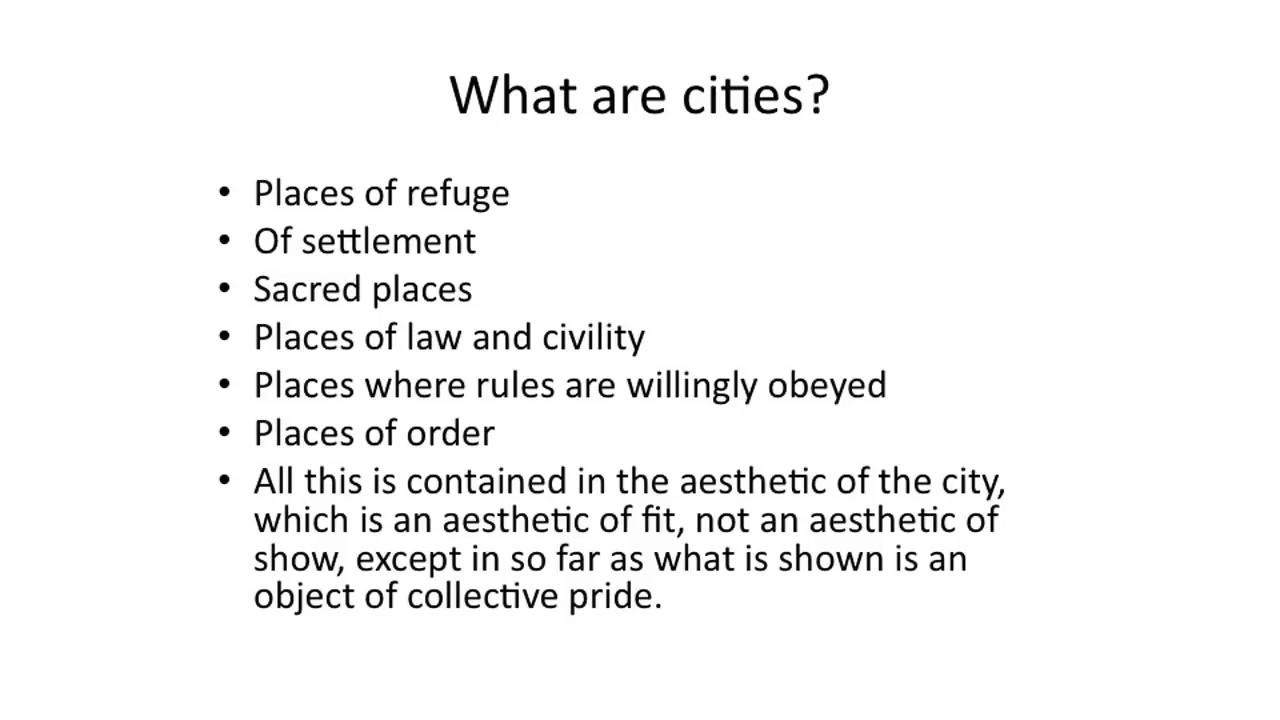 What are cities?
• Places of refuge
• Of settlement
• Sacred places
• Places of law and civility
• Places where rules are willingly obeyed
• Places of order
• All this is contained in the aesthetic of the city,
which is an aesthetic of fit, not an aesthetic of
show, except in so far as what is shown is an
object of collective pride.